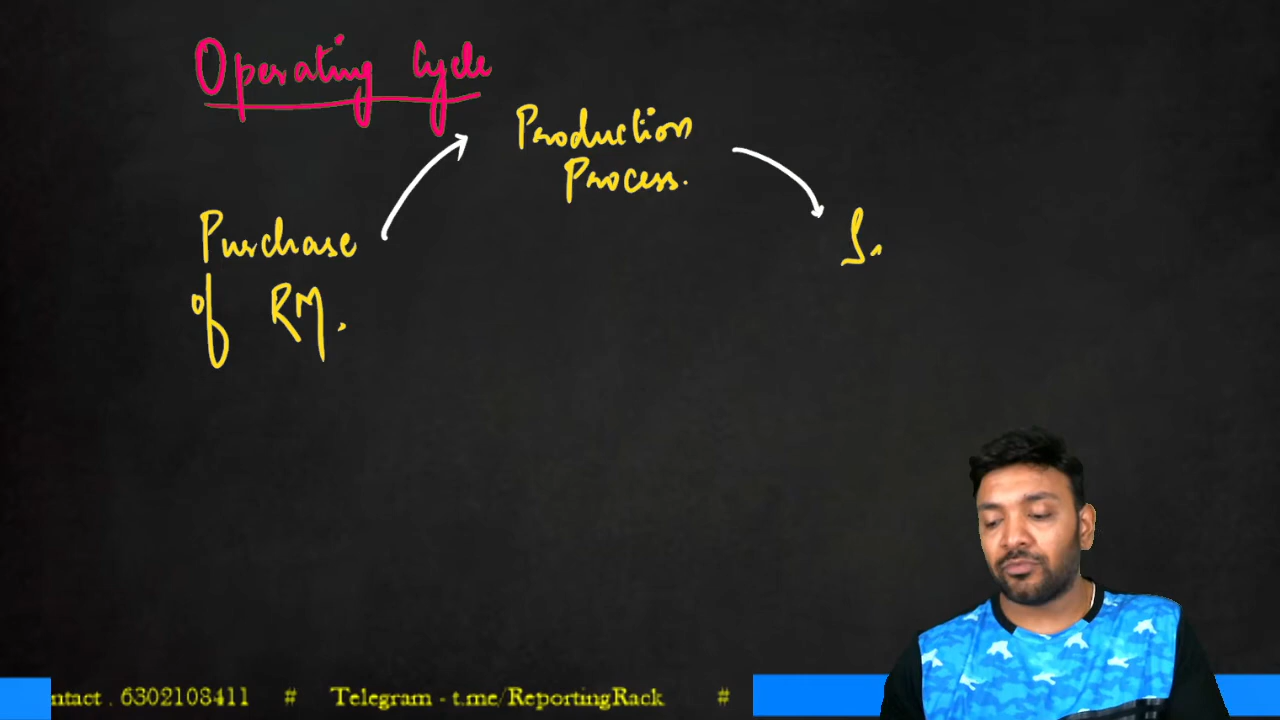 Operating Cycle
Production
Process.
Purchase
of RM.
ntact . 6302108411 # Telegram - t.me/ReportingRack #